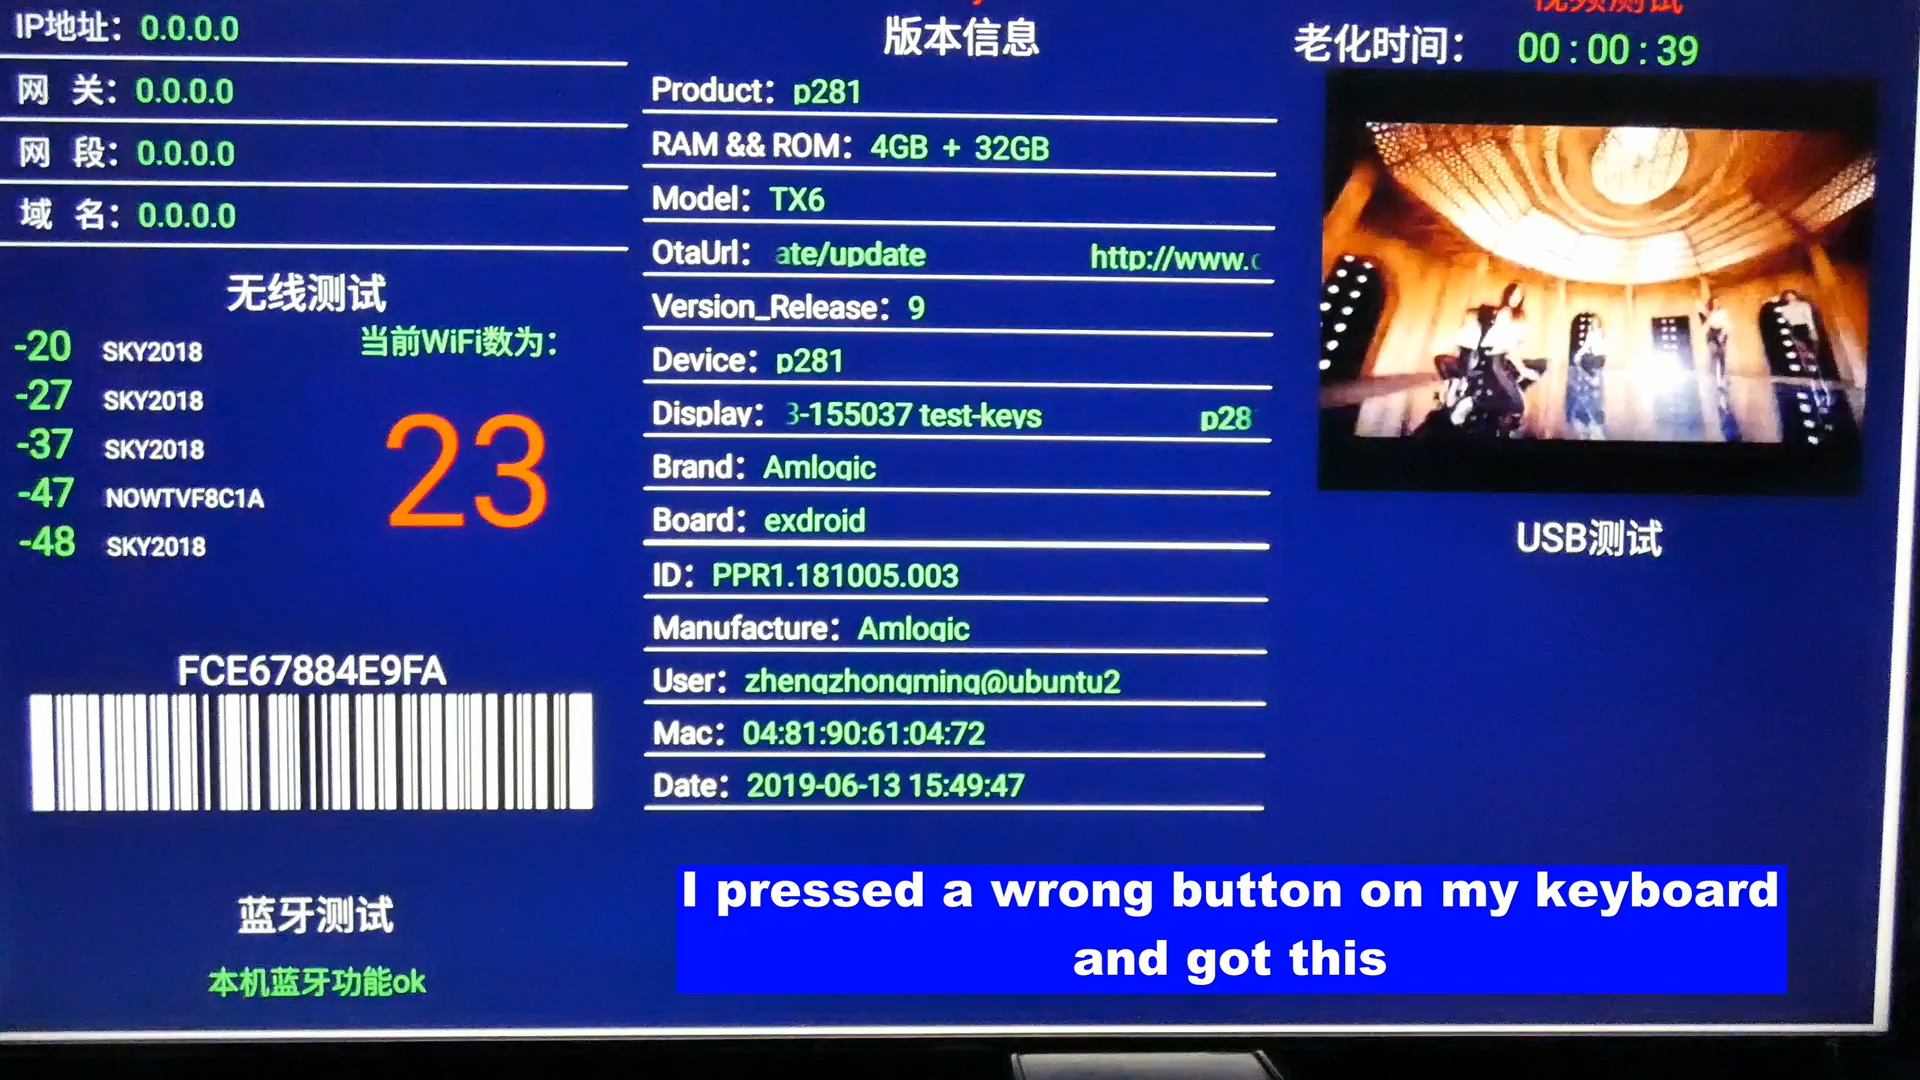 IP地址: 0.0.0.0
网 关: 0.0.0.0
网 段: 0.0.0.0
域 名: 0.0.0.0
无线测试
当前WiFi数为:
-20 SKY2018
-27 SKY2018
-37 SKY2018
-47 NOWTVF8C1A
-48 SKY2018
23
FCE67884E9FA
蓝牙测试
本机蓝牙功能ok
版本信息
Product: p281
RAM && ROM: 4GB + 32GB
Model: TX6
OtaUrl: ate/update http://www.
Version_Release: 9
Device: p281
Display: 3-155037 test-keys p28
Brand: Amlogic
Board: exdroid
ID: PPR1.181005.003
Manufacture: Amlogic
User: zhengzhongming@ubuntu2
Mac: 04:81:90:61:04:72
Date: 2019-06-13 15:49:47
视频测试
老化时间: 00 : 00 : 39
USB测试
I pressed a wrong button on my keyboard
and got this